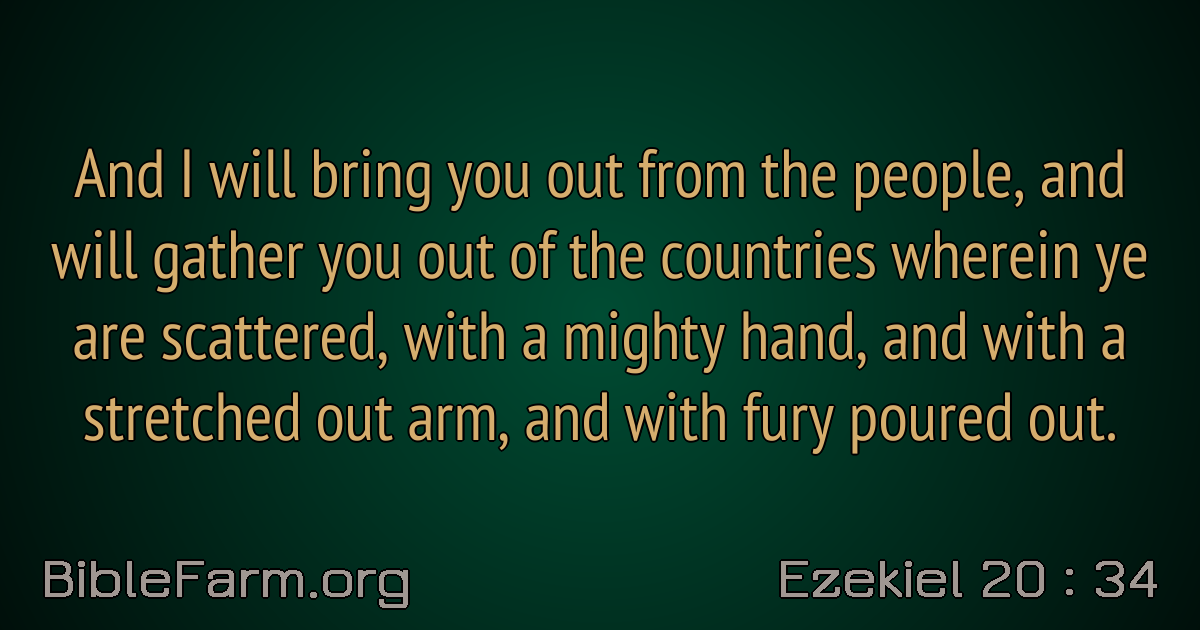 And I will bring you out from the people, and
will gather you out of the countries wherein ye
are scattered, with a mighty hand, and with a
stretched out arm, and with fury poured out.
BibleFarm.org
Ezekiel 20 : 34